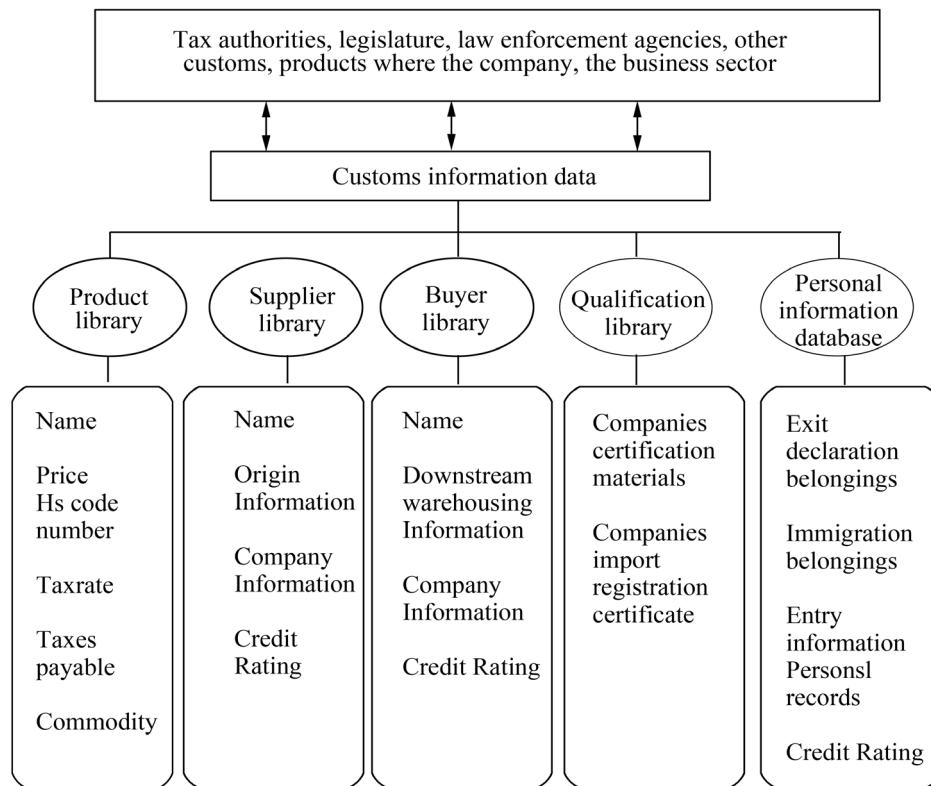 Tax authorities, legislature, law enforcement agencies, other
customs, products where the company, the business sector
Customs information data
Product
library
Supplier
library
Buyer
library
Qualification
library
Personal
information
database
Name
Price
Hs code
number
Taxrate
Taxes
payable
Commodity
Name
Origin
Information
Company
Information
Credit
Rating
Name
Downstream
warehousing
Information
Company
Information
Credit Rating
Companies
certification
materials
Companies
import
registration
certificate
Exit
declaration
belongings
Immigration
belongings
Entry
information
Personsl
records
Credit Rating